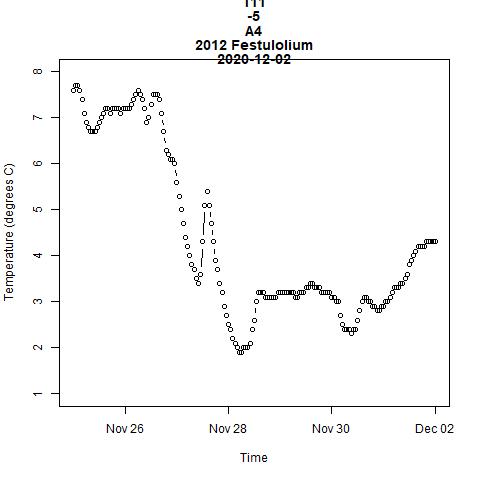 T11
-5
A4
2012 Festulolium
2020-12-02
8
7
6
5
4
3
2
1
Temperature (degrees C)
Nov 26
Nov 28
Nov 30
Dec 02
Time